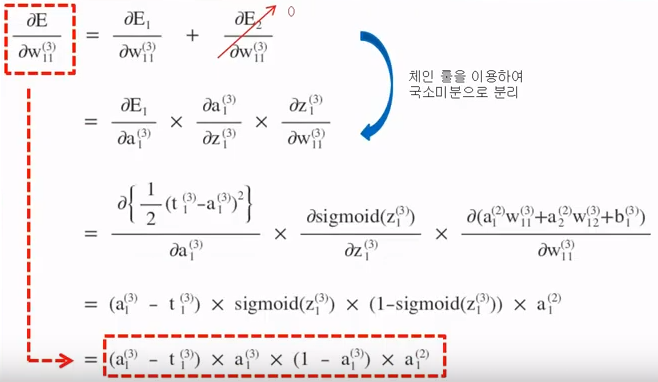 ∂E/∂w₁₁⁽³⁾ = ∂E₁/∂w₁₁⁽³⁾ + ∂E₂/∂w₁₁⁽³⁾ 0
체인 룰을 이용하여
국소미분으로 분리
= ∂E₁/∂a₁⁽³⁾ × ∂a₁⁽³⁾/∂z₁⁽³⁾ × ∂z₁⁽³⁾/∂w₁₁⁽³⁾
= ∂{1/2(t₁⁽³⁾-a₁⁽³⁾)²}/∂a₁⁽³⁾ × ∂sigmoid(z₁⁽³⁾)/∂z₁⁽³⁾ × ∂(a₁⁽²⁾w₁₁⁽³⁾+a₂⁽²⁾w₁₂⁽³⁾+b₁⁽³⁾)/∂w₁₁⁽³⁾
= (a₁⁽³⁾ - t₁⁽³⁾) × sigmoid(z₁⁽³⁾) × (1-sigmoid(z₁⁽³⁾)) × a₁⁽²⁾
= (a₁⁽³⁾ - t₁⁽³⁾) × a₁⁽³⁾ × (1 - a₁⁽³⁾) × a₁⁽²⁾